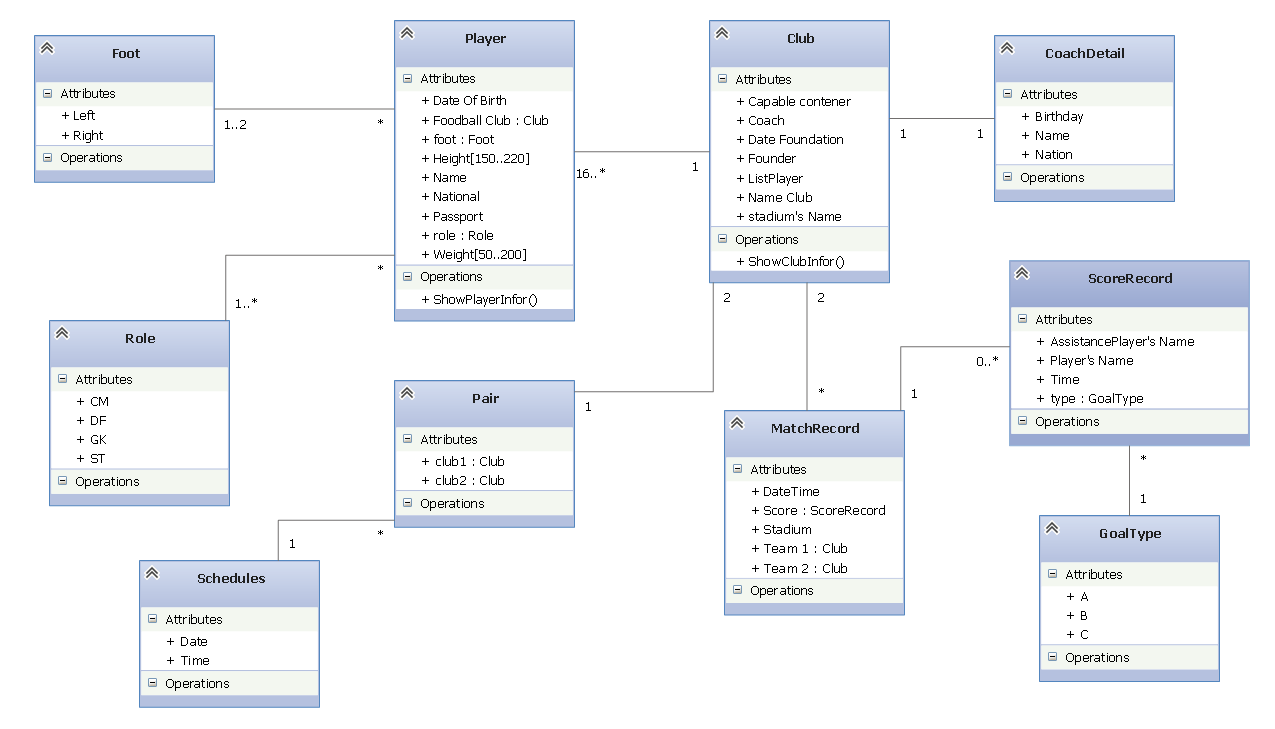 Foot
Attributes
+ Left
+ Right
Operations
1..2
*
Player
Attributes
+ Date Of Birth
+ Foodball Club : Club
+ foot : Foot
+ Height[150..220]
+ Name
+ National
+ Passport
+ role : Role
+ Weight[50..200]
Operations
+ ShowPlayerInfor()
16..*
1
Club
Attributes
+ Capable contener
+ Coach
+ Date Foundation
+ Founder
+ ListPlayer
+ Name Club
+ stadium's Name
Operations
+ ShowClubInfor()
1
1
CoachDetail
Attributes
+ Birthday
+ Name
+ Nation
Operations
*
1..*
Role
Attributes
+ CM
+ DF
+ GK
+ ST
Operations
2
1
Pair
Attributes
+ club1 : Club
+ club2 : Club
Operations
*
1
Schedules
Attributes
+ Date
+ Time
Operations
2
*
MatchRecord
Attributes
+ DateTime
+ Score : ScoreRecord
+ Stadium
+ Team 1 : Club
+ Team 2 : Club
Operations
1
0..*
ScoreRecord
Attributes
+ AssistancePlayer's Name
+ Player's Name
+ Time
+ type : GoalType
Operations
*
1
GoalType
Attributes
+ A
+ B
+ C
Operations